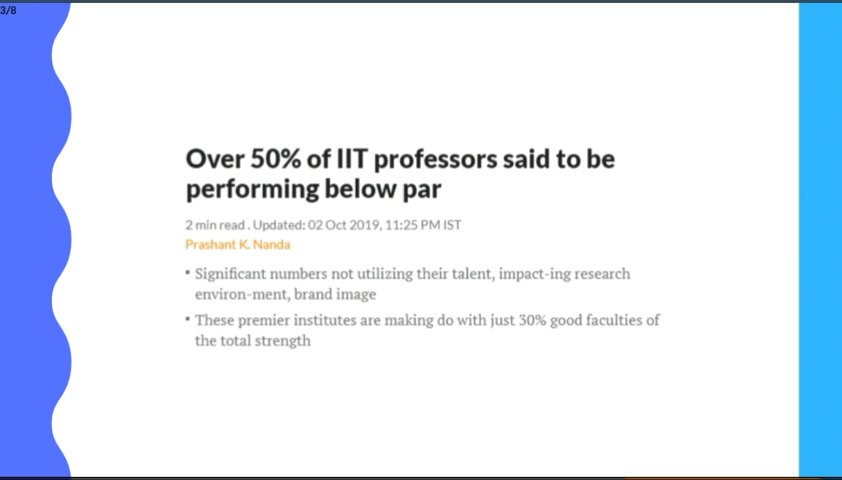 3/8
Over 50% of IIT professors said to be
performing below par
2 min read . Updated: 02 Oct 2019, 11:25 PM IST
Prashant K. Nanda
▪ Significant numbers not utilizing their talent, impact-ing research
environ-ment, brand image
▪ These premier institutes are making do with just 30% good faculties of
the total strength